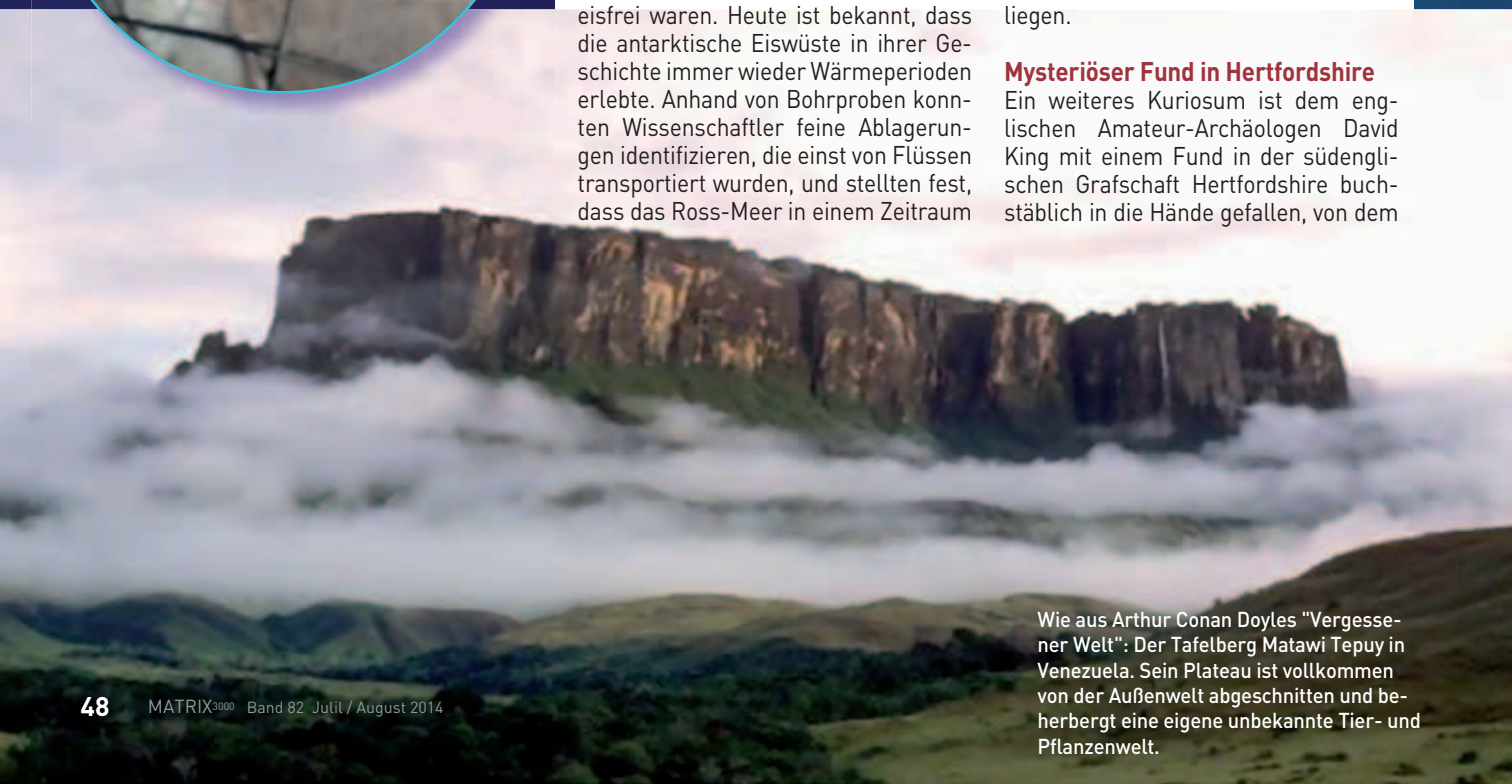 eisfrei waren. Heute ist bekannt, dass
die antarktische Eiswüste in ihrer Ge-
schichte immer wieder Wärmeperioden
erlebte. Anhand von Bohrproben konn-
ten Wissenschaftler feine Ablagerun-
gen identifizieren, die einst von Flüssen
transportiert wurden, und stellten fest,
dass das Ross-Meer in einem Zeitraum
liegen.
Mysteriöser Fund in Hertfordshire
Ein weiteres Kuriosum ist dem eng-
lischen Amateur-Archäologen David
King mit einem Fund in der südengli-
schen Grafschaft Hertfordshire buch-
stäblich in die Hände gefallen, von dem
Wie aus Arthur Conan Doyles "Vergesse-
ner Welt": Der Tafelberg Matawi Tepuy in
Venezuela. Sein Plateau ist vollkommen
von der Außenwelt abgeschnitten und be-
herbergt eine eigene unbekannte Tier- und
Pflanzenwelt.
48 MATRIX3000 Band 82 Julil / August 2014